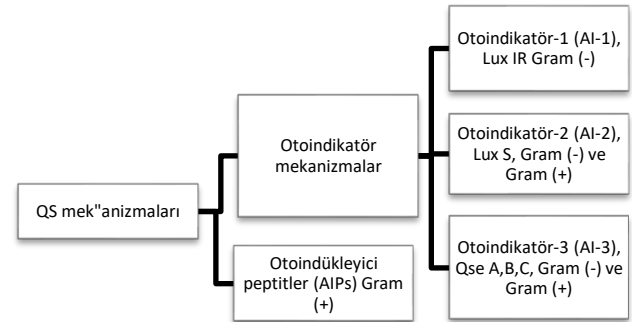 QS mek"anizmaları
Otoindikatör
mekanizmalar
Otoindükleyici
peptitler (AIPs) Gram
(+)
Otoindikatör-1 (AI-1),
Lux IR Gram (-)
Otoindikatör-2 (AI-2),
Lux S, Gram (-) ve
Gram (+)
Otoindikatör-3 (AI-3),
Qse A,B,C, Gram (-) ve
Gram (+)